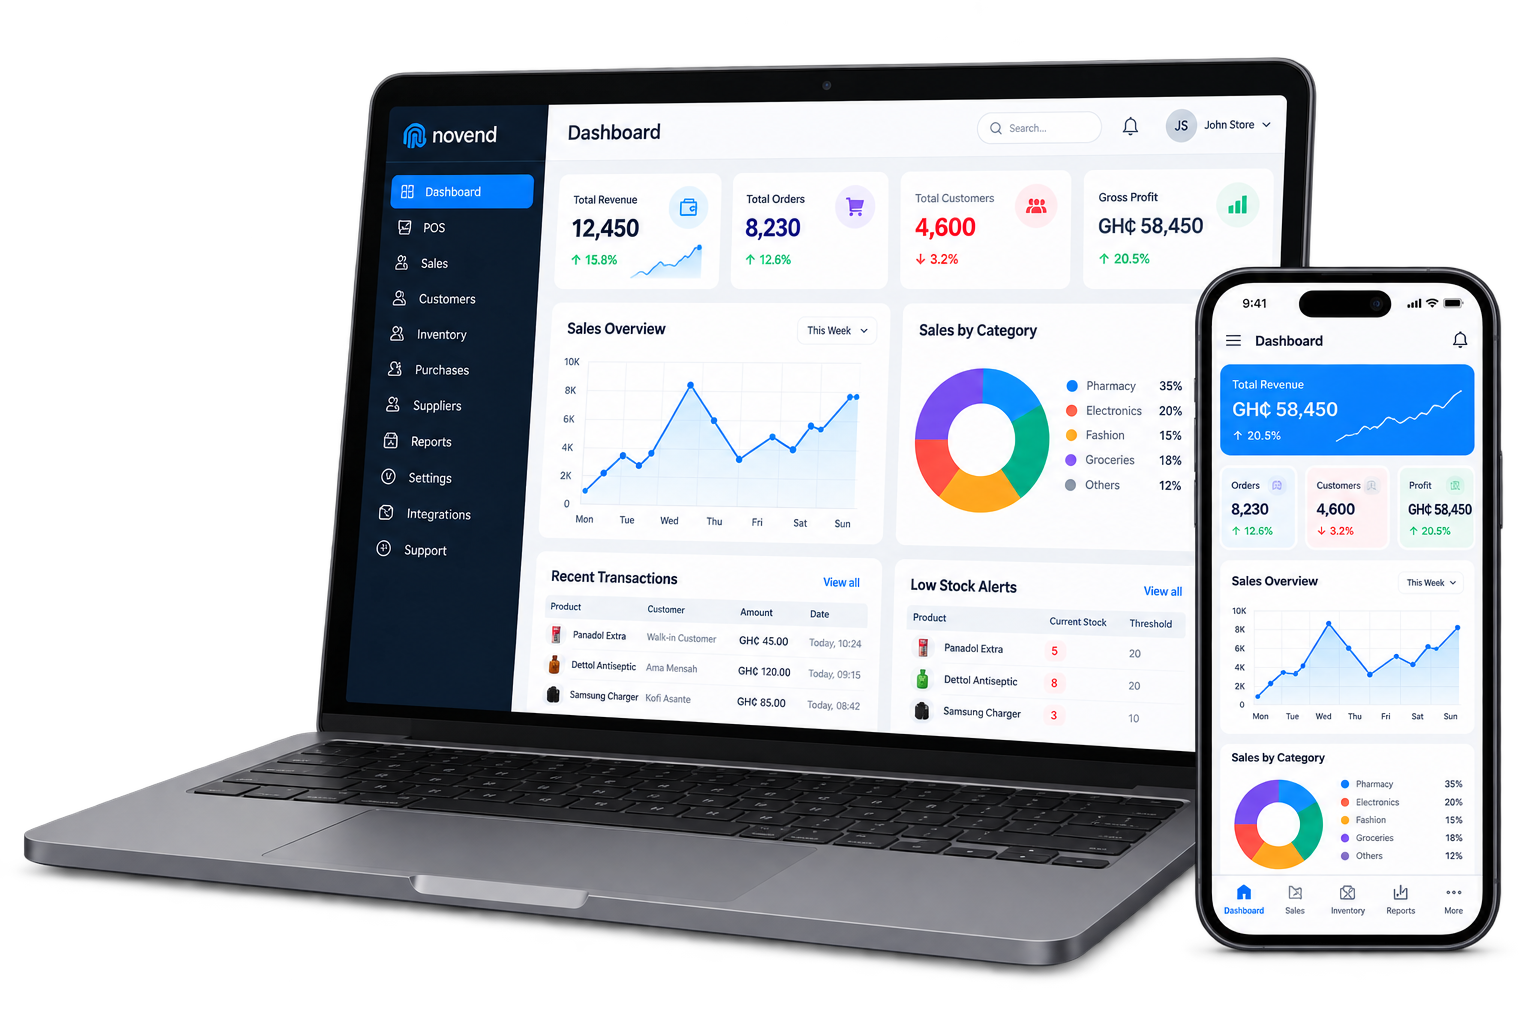 novend
Dashboard
POS
Sales
Customers
Inventory
Purchases
Suppliers
Reports
Settings
Integrations
Support
Dashboard
Search...
JS
John Store
Total Revenue
12,450
↑ 15.8%
Total Orders
8,230
↑ 12.6%
Total Customers
4,600
↓ 3.2%
Gross Profit
GH₵ 58,450
↑ 20.5%
Sales Overview
This Week
10K
8K
6K
4K
2K
0
Mon Tue Wed Thu Fri Sat Sun
Sales by Category
Pharmacy 35%
Electronics 20%
Fashion 15%
Groceries 18%
Others 12%
Recent Transactions View all
Product Customer Amount Date
Panadol Extra Walk-in Customer GH₵ 45.00 Today, 10:24
Dettol Antiseptic Ama Mensah GH₵ 120.00 Today, 09:15
Samsung Charger Kofi Asante GH₵ 85.00 Today, 08:42
Low Stock Alerts View all
Product Current Stock Threshold
Panadol Extra 5 20
Dettol Antiseptic 8 20
Samsung Charger 3 10
9:41
Dashboard
Total Revenue
GH₵ 58,450
↑ 20.5%
Orders
8,230
↑ 12.6%
Customers
4,600
↓ 3.2%
Profit
GH₵ 58,450
↑ 20.5%
Sales Overview
This Week
10K
8K
6K
4K
2K
0
Mon Tue Wed Thu Fri Sat Sun
Sales by Category
Pharmacy 35%
Electronics 20%
Fashion 15%
Groceries 18%
Others 12%
Dashboard Sales Inventory Reports More